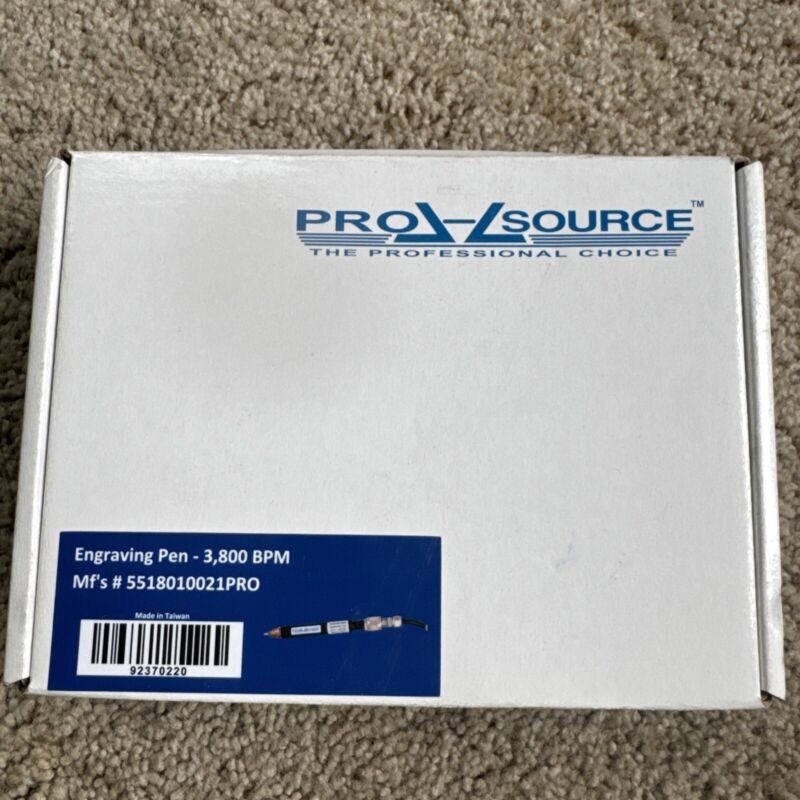 PRO SOURCE™
THE PROFESSIONAL CHOICE
Engraving Pen - 3,800 BPM
Mf's # 5518010021PRO
Made in Taiwan
92370220